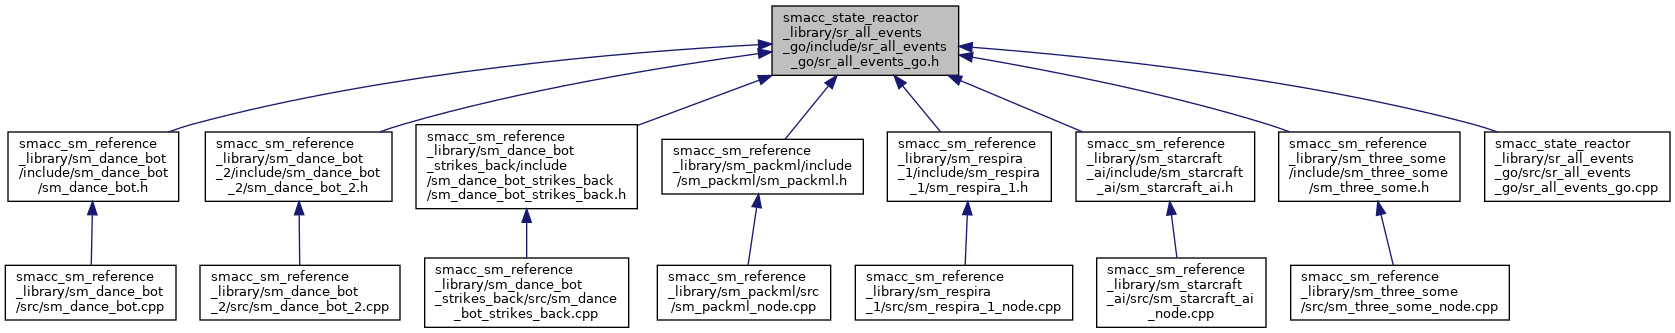 smacc_state_reactor
_library/sr_all_events
_go/include/sr_all_events
_go/sr_all_events_go.h
smacc_sm_reference
_library/sm_dance_bot
/include/sm_dance_bot
/sm_dance_bot.h
smacc_sm_reference
_library/sm_dance_bot
_2/include/sm_dance_bot
_2/sm_dance_bot_2.h
smacc_sm_reference
_library/sm_dance_bot
_strikes_back/include
/sm_dance_bot_strikes_back
/sm_dance_bot_strikes_back.h
smacc_sm_reference
_library/sm_packml/include
/sm_packml/sm_packml.h
smacc_sm_reference
_library/sm_respira
_1/include/sm_respira
_1/sm_respira_1.h
smacc_sm_reference
_library/sm_starcraft
_ai/include/sm_starcraft
_ai/sm_starcraft_ai.h
smacc_sm_reference
_library/sm_three_some
/include/sm_three_some
/sm_three_some.h
smacc_state_reactor
_library/sr_all_events
_go/src/sr_all_events
_go/sr_all_events_go.cpp
smacc_sm_reference
_library/sm_dance_bot
/src/sm_dance_bot.cpp
smacc_sm_reference
_library/sm_dance_bot
_2/src/sm_dance_bot_2.cpp
smacc_sm_reference
_library/sm_dance_bot
_strikes_back/src/sm_dance
_bot_strikes_back.cpp
smacc_sm_reference
_library/sm_packml/src
/sm_packml_node.cpp
smacc_sm_reference
_library/sm_respira
_1/src/sm_respira_1_node.cpp
smacc_sm_reference
_library/sm_starcraft
_ai/src/sm_starcraft_ai
_node.cpp
smacc_sm_reference
_library/sm_three_some
/src/sm_three_some_node.cpp